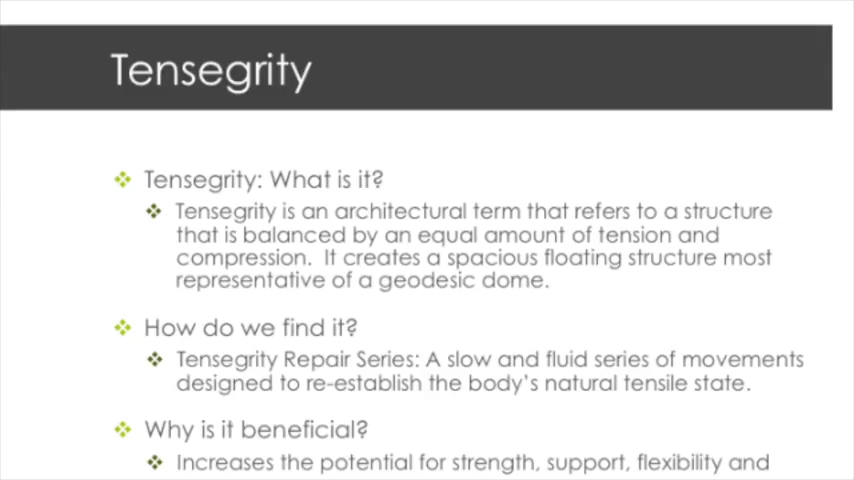 Tensegrity
Tensegrity: What is it?
Tensegrity is an architectural term that refers to a structure
that is balanced by an equal amount of tension and
compression.  It creates a spacious floating structure most
representative of a geodesic dome.
How do we find it?
Tensegrity Repair Series: A slow and fluid series of movements
designed to re-establish the body's natural tensile state.
Why is it beneficial?
Increases the potential for strength, support, flexibility and